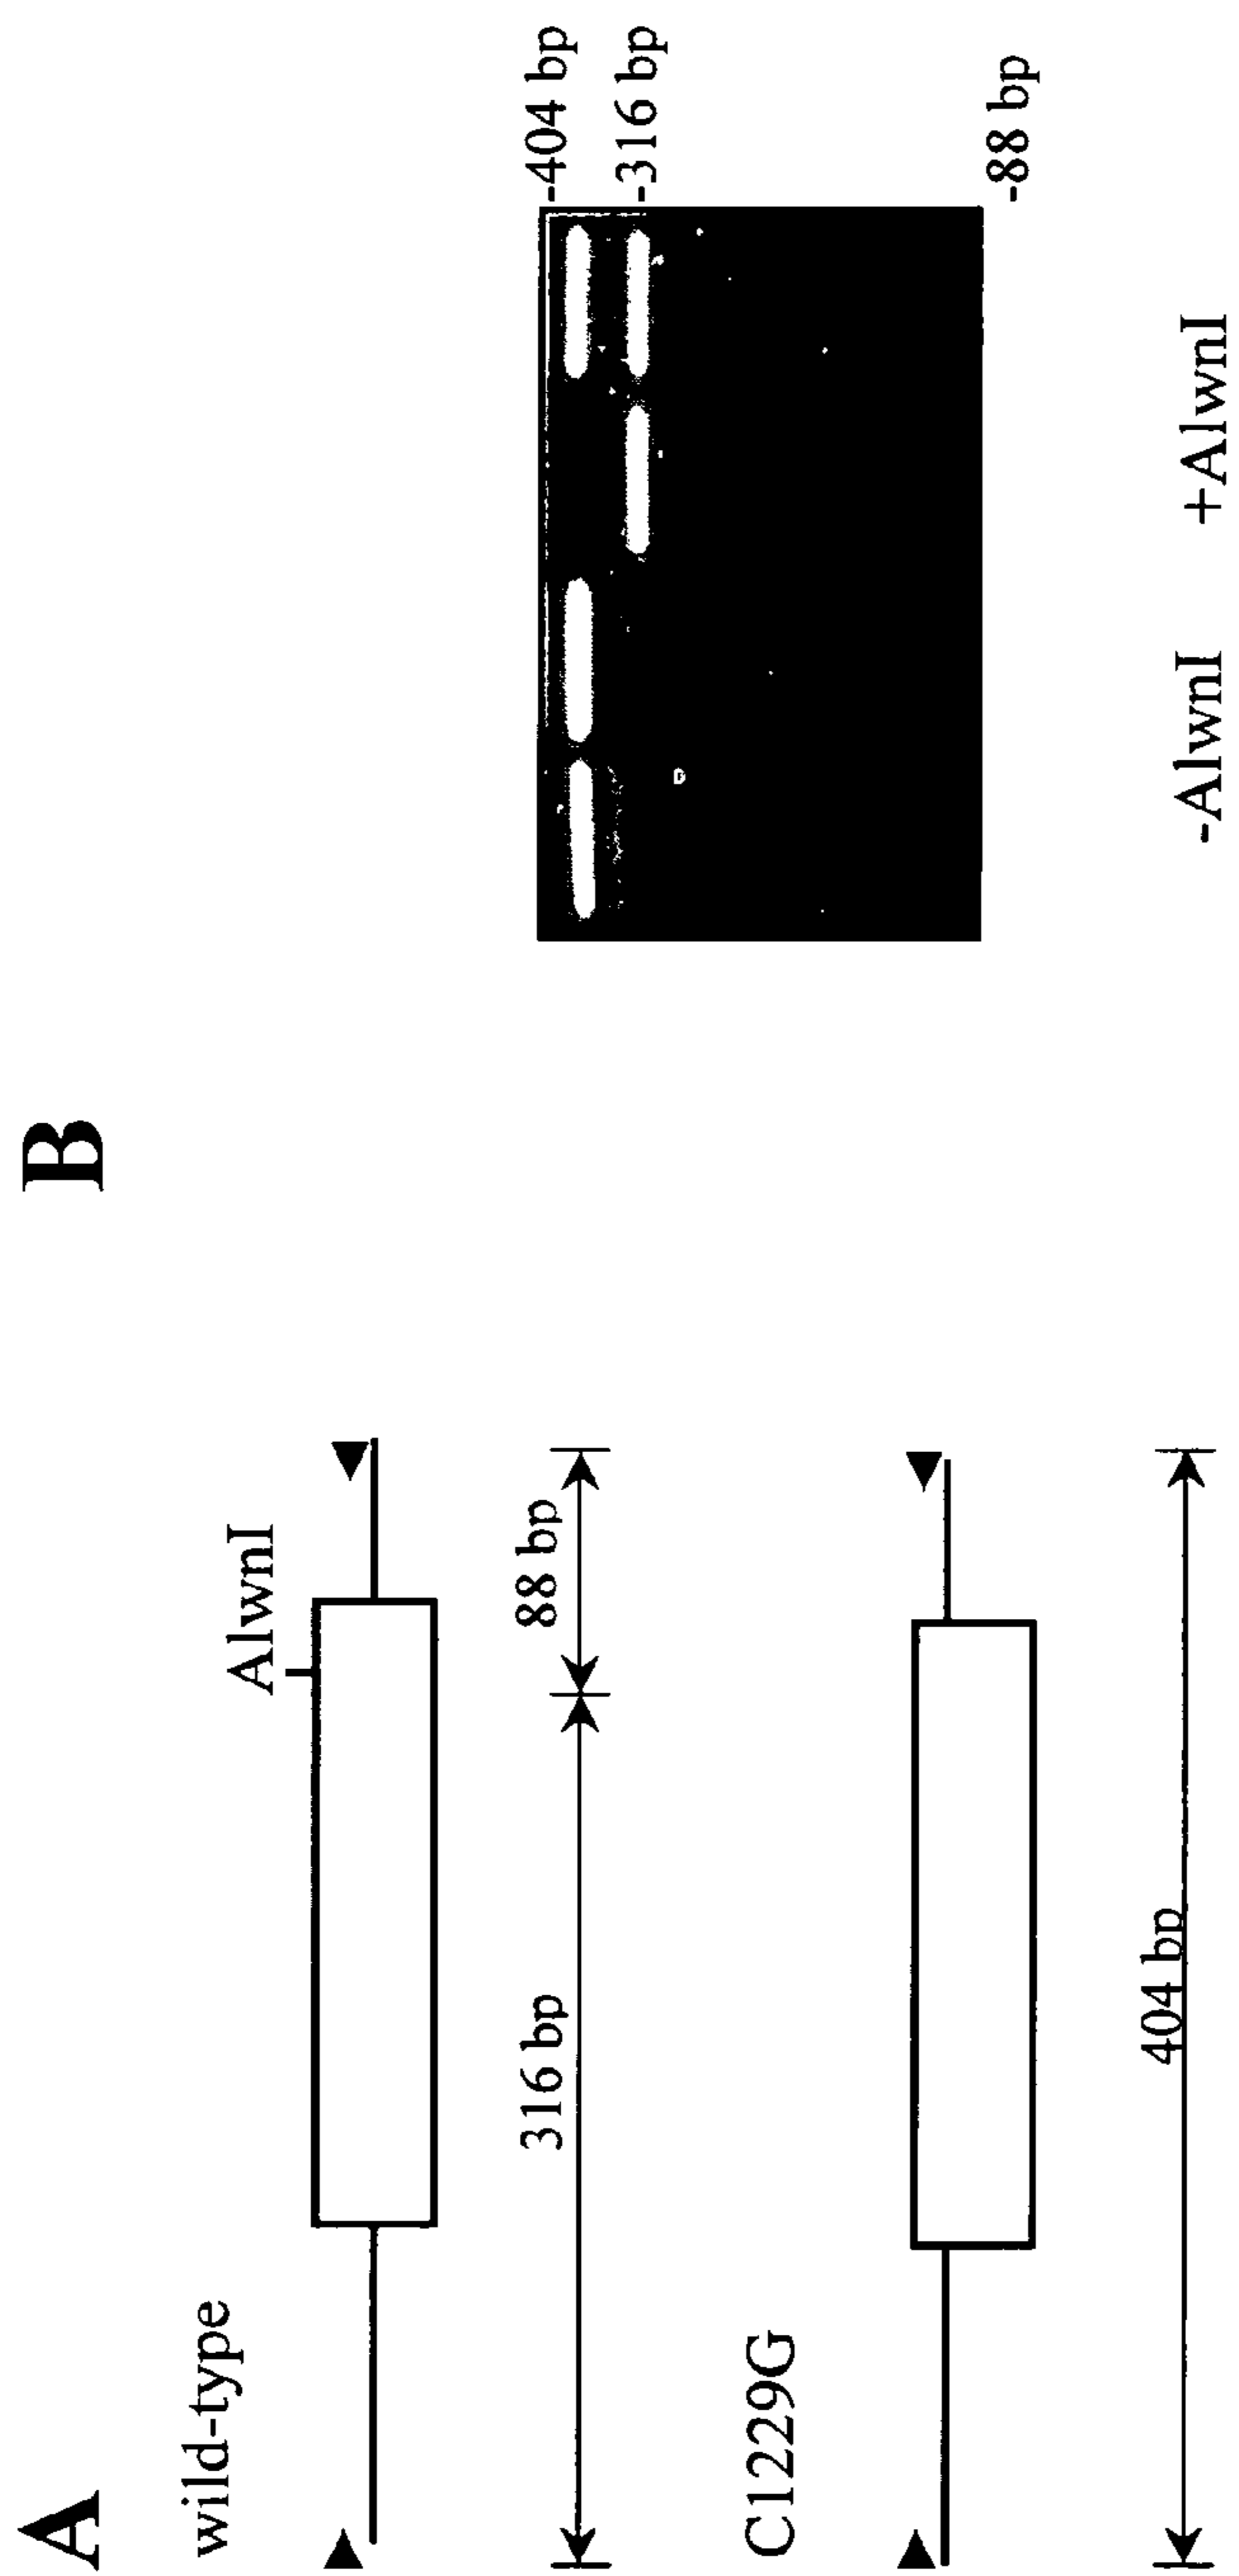 A
wild-type
AlwnI
316 bp
88 bp
C1229G
404 bp
B
-404 bp
-316 bp
-88 bp
-AlwnI
+AlwnI